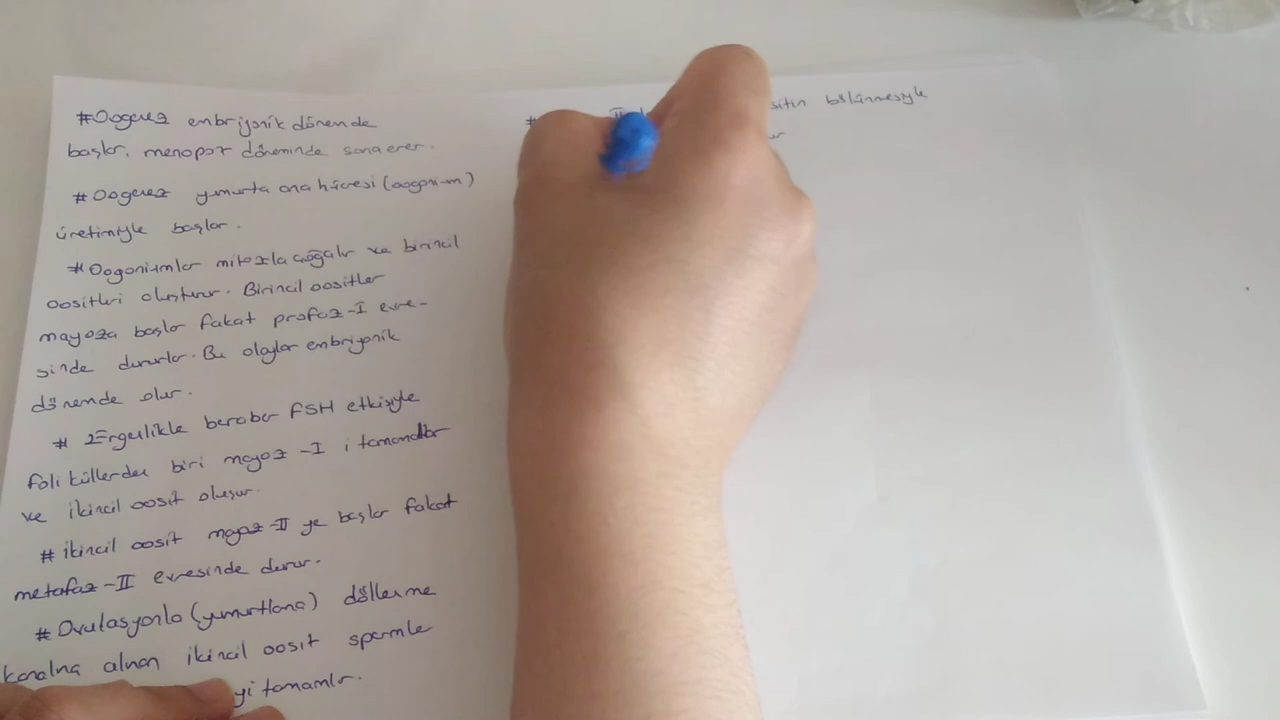 #Oogenez embriyonik dönemde
başlar, menopoz döneminde sona erer.
#Oogenez yumurta ana hücresi (oogonium)
üretimiyle başlar.
#Oogoniumlar mitozla çoğalır ve birincil
oositleri oluşturur. Birincil oositler
mayoza başlar fakat profaz-I evre-
sinde dururlar. Bu olaylar embriyonik
dönemde olur.
# Ergenlikle beraber FSH etkisiyle
foliküllerden biri mayoz-I i tamamlar
ve ikincil oosit oluşur.
# İkincil oosit mayoz-II ye başlar fakat
metafaz-II evresinde durur.
# Ovulasyonla (yumurtlama) döllenme
kanalına alınan ikincil oosit spermle
yi tamamlar.
# II sitin bölünmesiyle